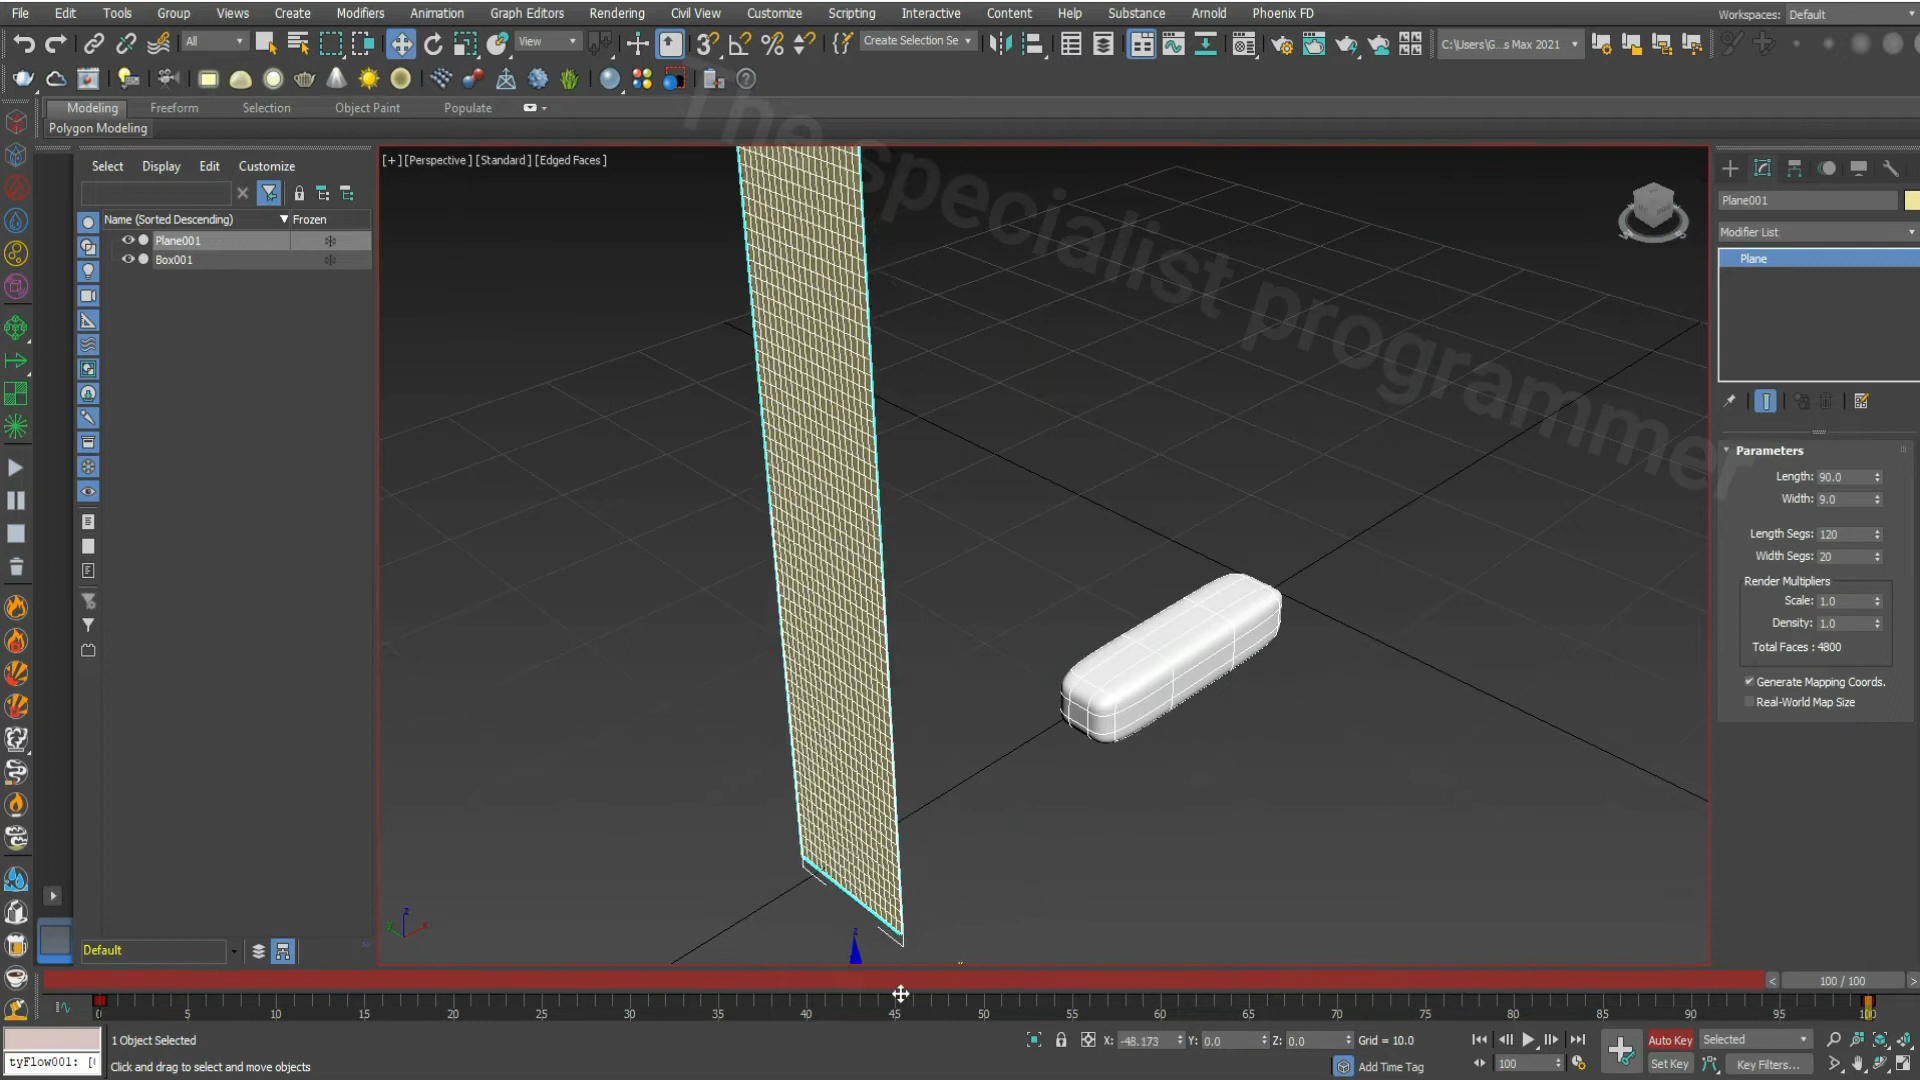 File Edit Tools Group Views Create Modifiers Animation Graph Editors Rendering Civil View Customize Scripting Interactive Content Help Substance Arnold Phoenix FD Workspaces: Default
All View Create Selection Se C:\Users\G...s Max 2021
Modeling Freeform Selection Object Paint Populate
Polygon Modeling
The specialist programmer
Select Display Edit Customize
Name (Sorted Descending) Frozen
Plane001
Box001
[+] [Perspective] [Standard] [Edged Faces]
Plane001
Modifier List
Plane
Parameters
Length: 90.0
Width: 9.0
Length Segs: 120
Width Segs: 20
Render Multipliers
Scale: 1.0
Density: 1.0
Total Faces : 4800
Generate Mapping Coords.
Real-World Map Size
z
y x
z
Default
< 100 / 100 >
0 5 10 15 20 25 30 35 40 45 50 55 60 65 70 75 80 85 90 95 100
1 Object Selected X: -48.173 Y: 0.0 Z: 0.0 Grid = 10.0 Auto Key Selected
tyFlow001: [ Click and drag to select and move objects Add Time Tag 100 Set Key Key Filters...